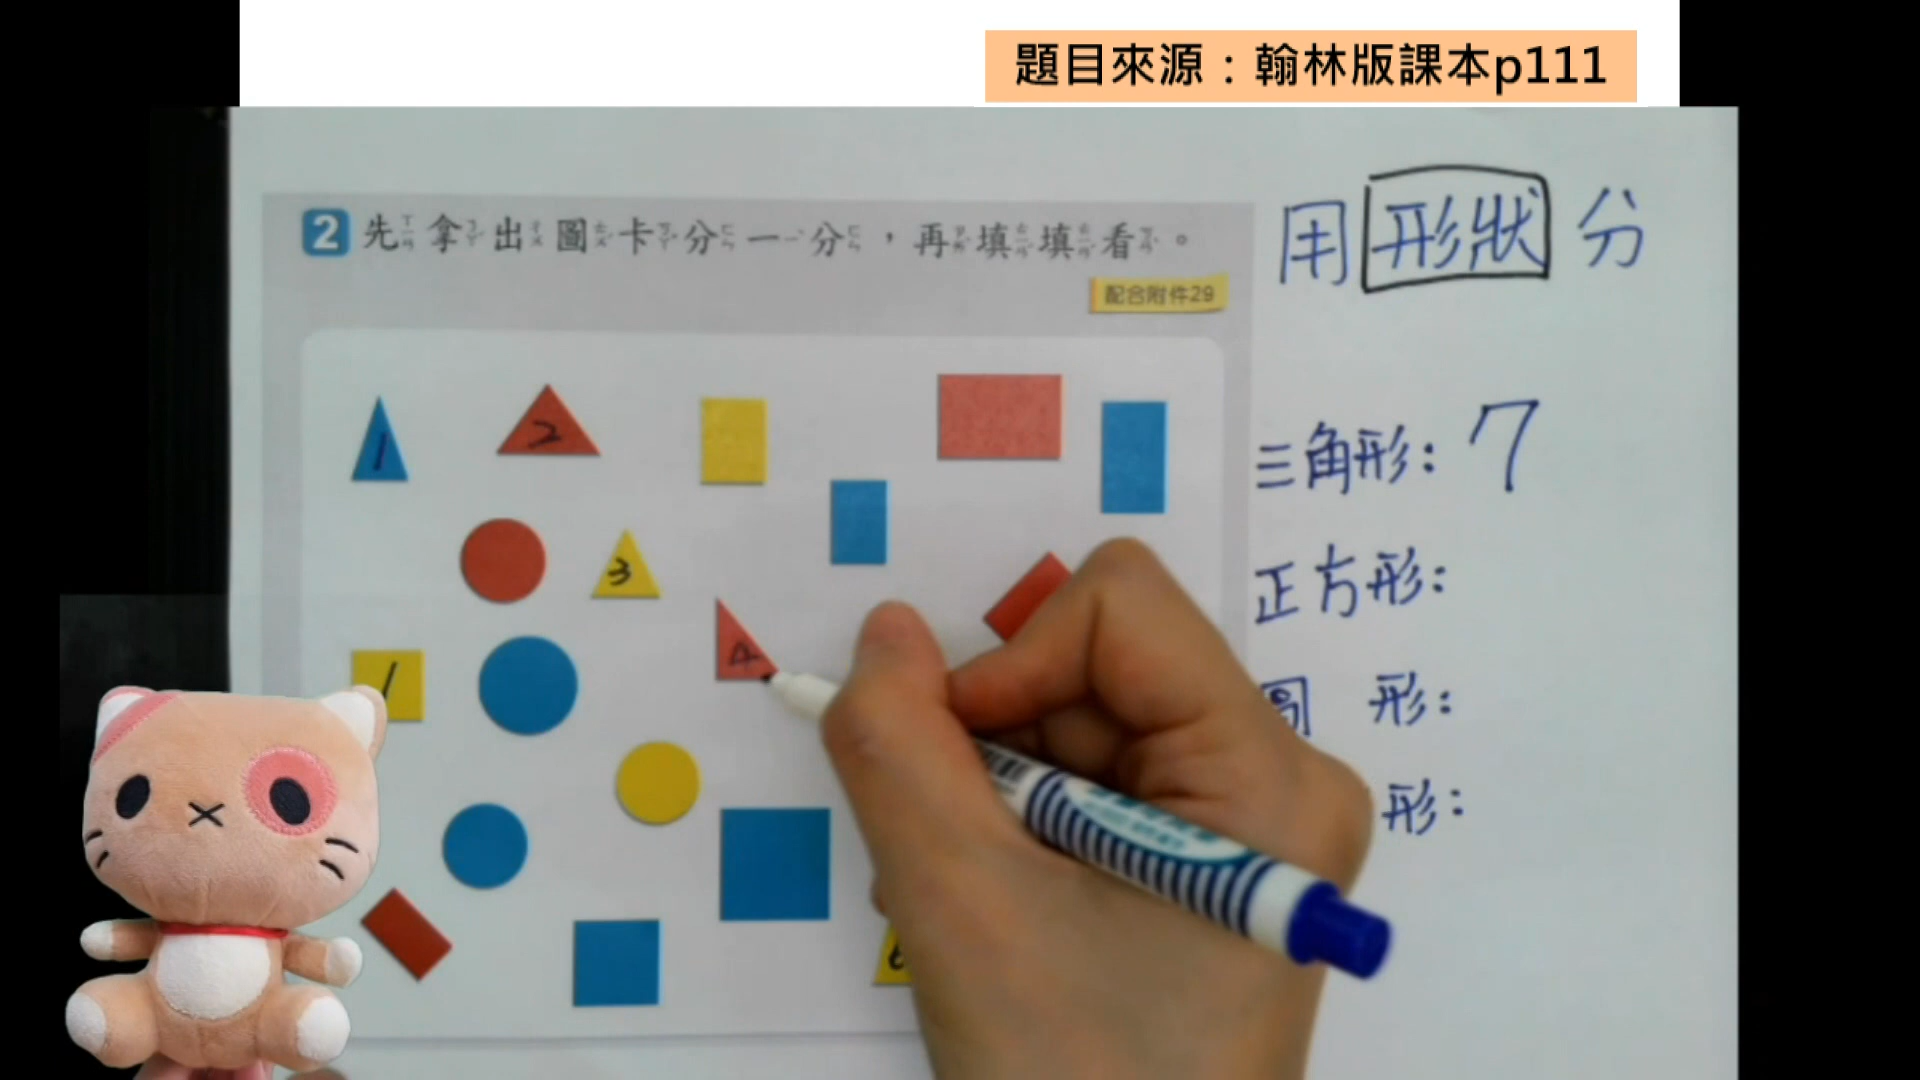 題目來源：翰林版課本p111
2 先拿出圖卡分一分，再填填看。
配合附件29
用形狀分
1
2
3
4
1
三角形：7
正方形：
圓 形：
形：